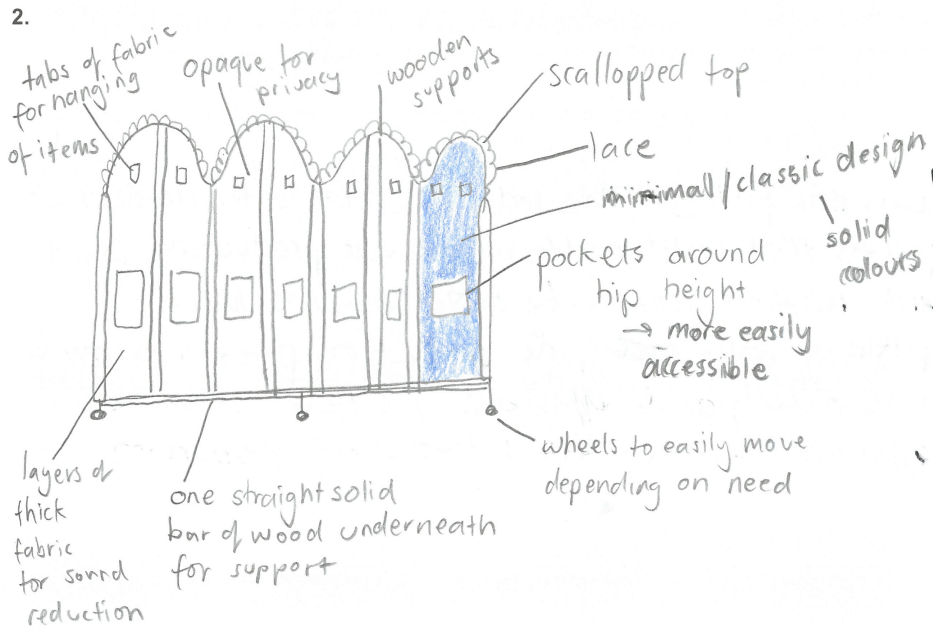 2.
tabs of fabric
for hanging
of items
opaque for
privacy
wooden
supports
scallopped top
lace
minimall/classic design
solid
colours
pockets around
hip height
→ more easily
accessible
wheels to easily move
depending on need
one straight solid
bar of wood underneath
for support
layers of
thick
fabric
for sound
reduction